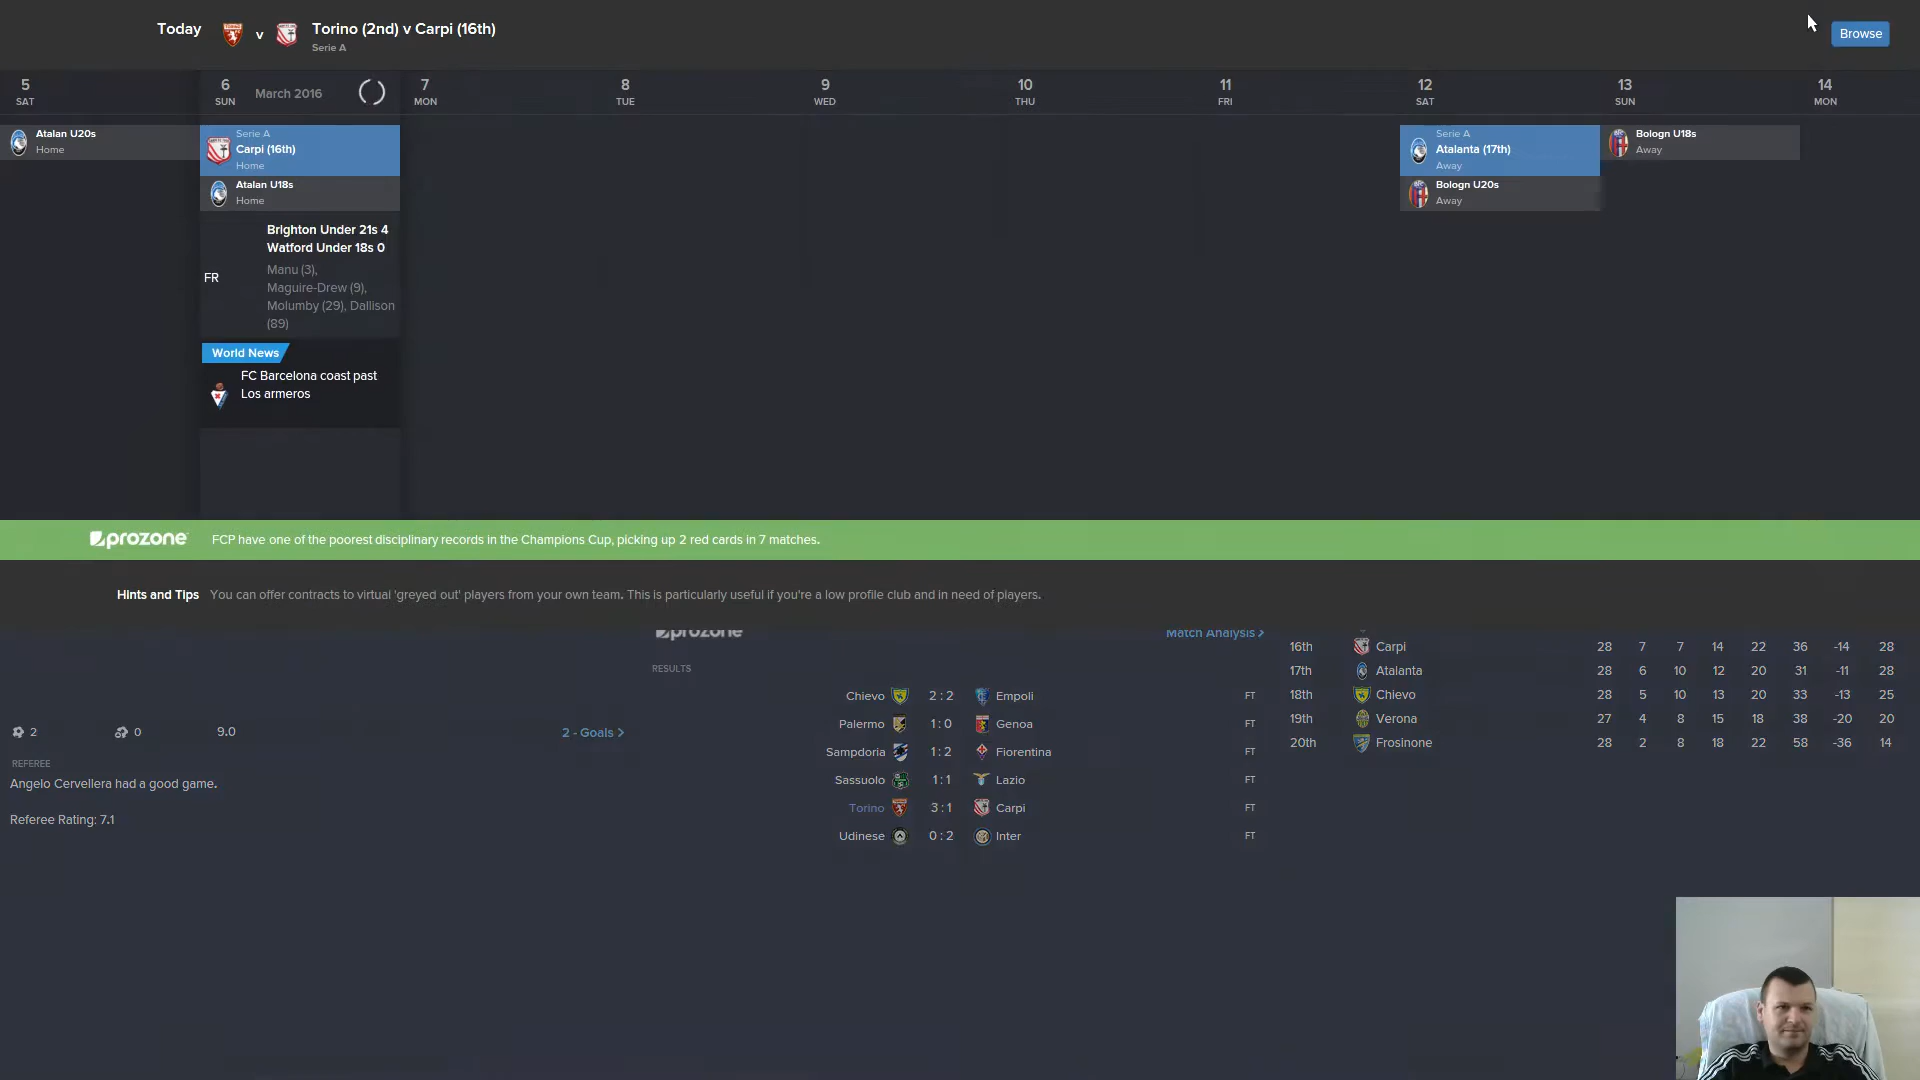 Today
v
Torino (2nd) v Carpi (16th)
Serie A
Browse
5
SAT
6
SUN
March 2016
7
MON
8
TUE
9
WED
10
THU
11
FRI
12
SAT
13
SUN
14
MON
Atalan U20s
Home
Serie A
Carpi (16th)
Home
Atalan U18s
Home
Serie A
Atalanta (17th)
Away
Bologn U20s
Away
Bologn U18s
Away
FR
Brighton Under 21s 4
Watford Under 18s 0
Manu (3),
Maguire-Drew (9),
Molumby (29), Dallison
(89)
World News
FC Barcelona coast past
Los armeros
prozone FCP have one of the poorest disciplinary records in the Champions Cup, picking up 2 red cards in 7 matches.
Hints and Tips You can offer contracts to virtual 'greyed out' players from your own team. This is particularly useful if you're a low profile club and in need of players.
prozone
Match Analysis >
RESULTS
Chievo 2 : 2 Empoli FT
Palermo 1 : 0 Genoa FT
Sampdoria 1 : 2 Fiorentina FT
Sassuolo 1 : 1 Lazio FT
Torino 3 : 1 Carpi FT
Udinese 0 : 2 Inter FT
2 0 9.0 2 - Goals >
REFEREE
Angelo Cervellera had a good game.
Referee Rating: 7.1
16th Carpi 28 7 7 14 22 36 -14 28
17th Atalanta 28 6 10 12 20 31 -11 28
18th Chievo 28 5 10 13 20 33 -13 25
19th Verona 27 4 8 15 18 38 -20 20
20th Frosinone 28 2 8 18 22 58 -36 14